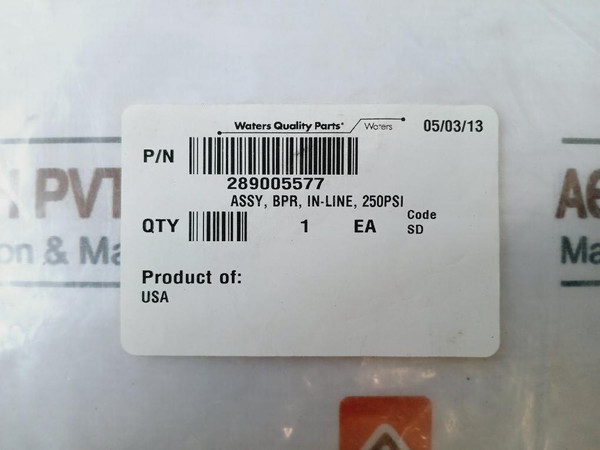 Waters Quality Parts
Waters
05/03/13
P/N
289005577
ASSY, BPR, IN-LINE, 250PSI
QTY
1 EA
Code
SD
Product of:
USA
PVT
on & Ma
Ma